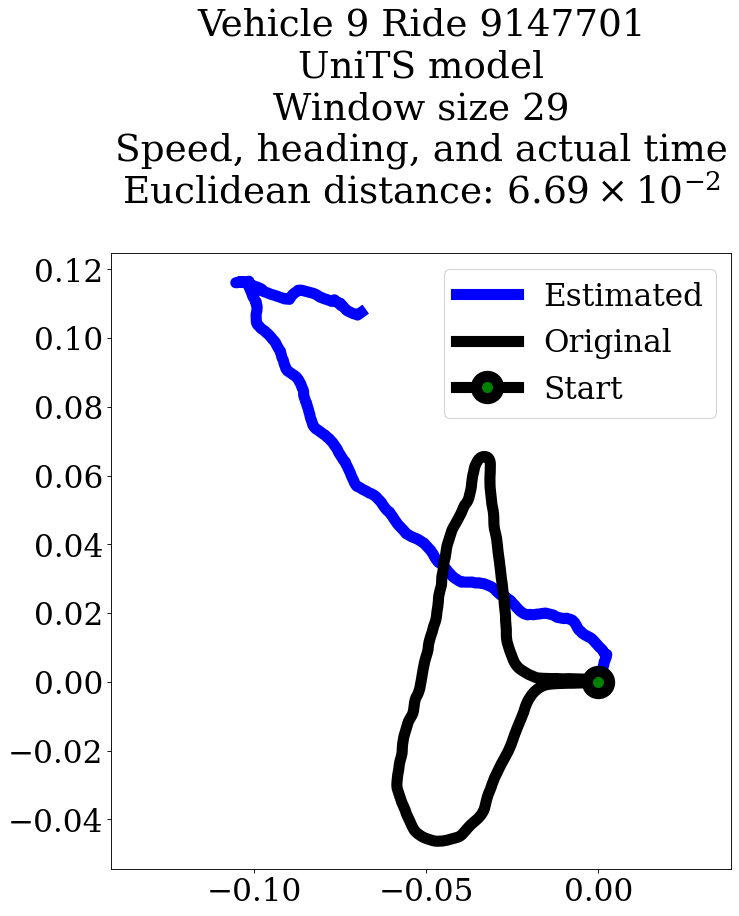 Vehicle 9 Ride 9147701
UniTS model
Window size 29
Speed, heading, and actual time
Euclidean distance: 6.69 × 10⁻²
Estimated
Original
Start
0.12
0.10
0.08
0.06
0.04
0.02
0.00
−0.02
−0.04
−0.10
−0.05
0.00